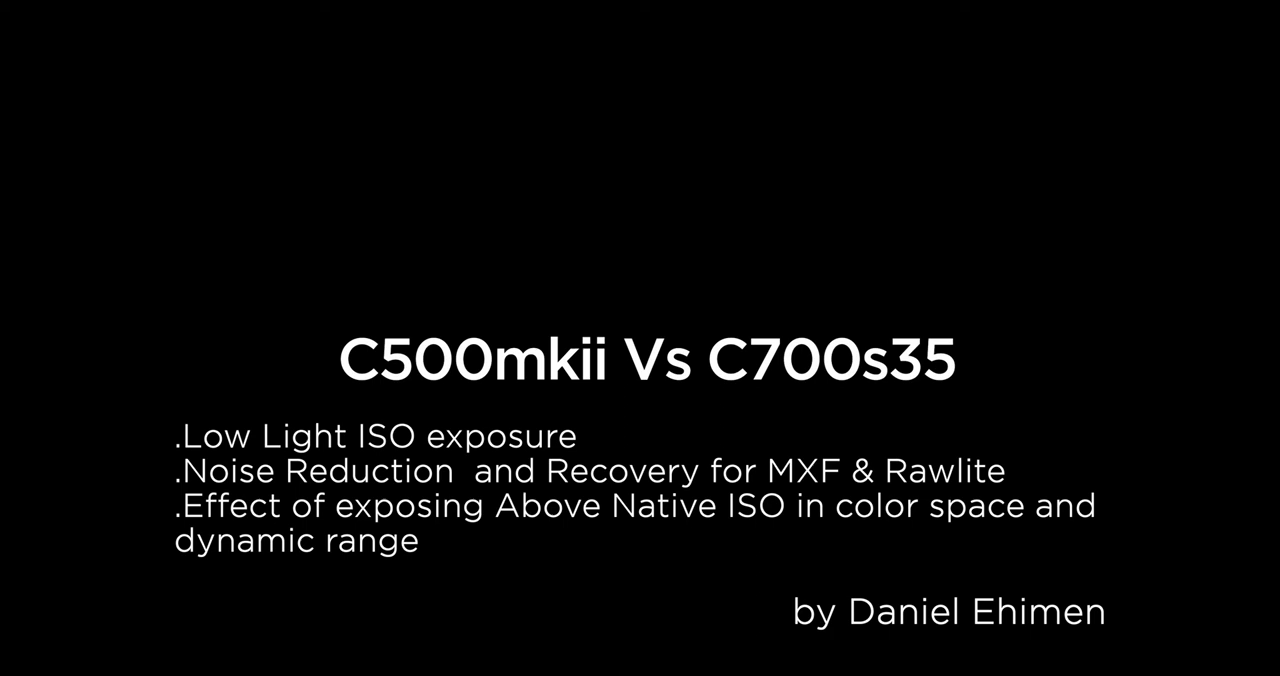 C500mkii Vs C700s35
.Low Light ISO exposure
.Noise Reduction  and Recovery for MXF & Rawlite
.Effect of exposing Above Native ISO in color space and
dynamic range
by Daniel Ehimen